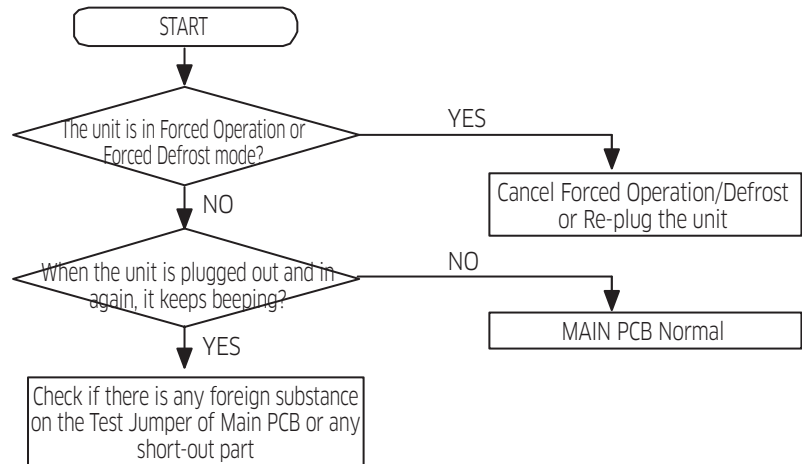 START
The unit is in Forced Operation or
Forced Defrost mode?
YES
Cancel Forced Operation/Defrost
or Re-plug the unit
NO
When the unit is plugged out and in
again, it keeps beeping?
NO
MAIN PCB Normal
YES
Check if there is any foreign substance
on the Test Jumper of Main PCB or any
short-out part